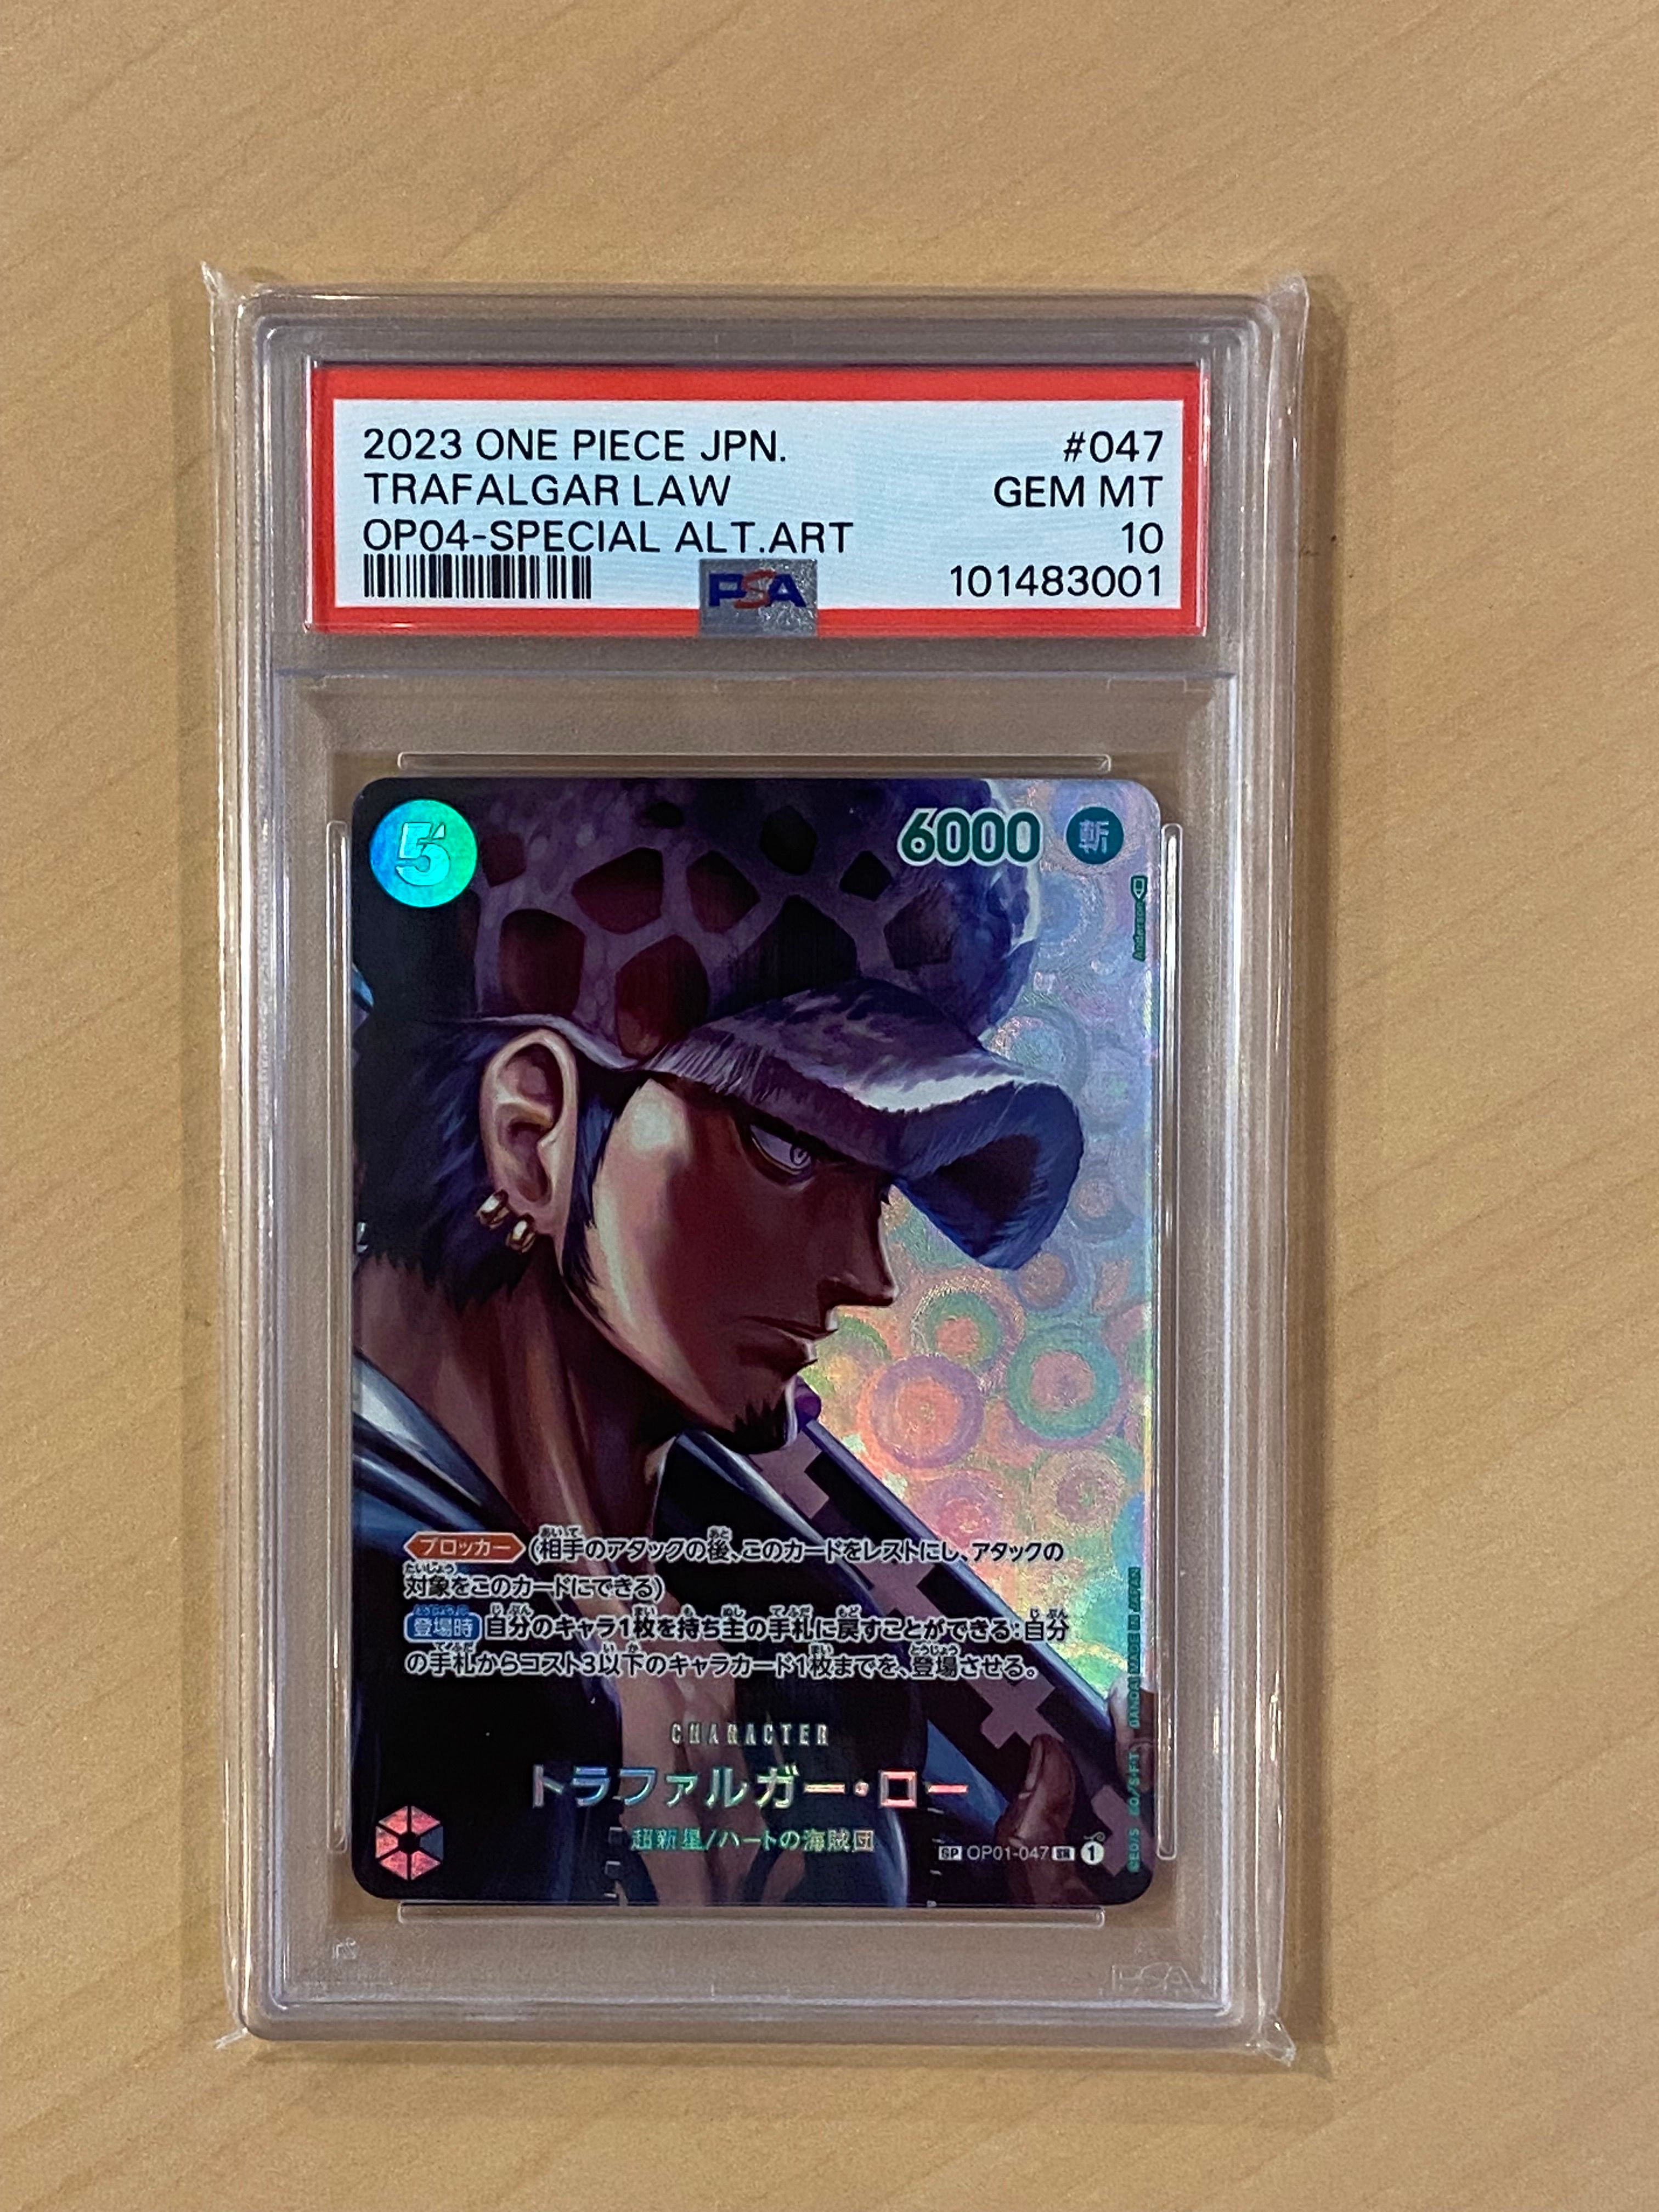 2023 ONE PIECE JPN. #047
TRAFALGAR LAW GEM MT
OP04-SPECIAL ALT.ART 10
PSA 101483001
5 6000 斬
Anderson
ブロッカー (相手のアタックの後、このカードをレストにし、アタックの
対象をこのカードにできる)
登場時 自分のキャラ1枚を持ち主の手札に戻すことができる:自分
の手札からコスト3以下のキャラカード1枚までを、登場させる。
CHARACTER
トラファルガー・ロー
超新星/ハートの海賊団
SP OP01-047 SR 1
©E.O/S. ©O/S.F.T BANDAI MADE IN JAPAN
PSA